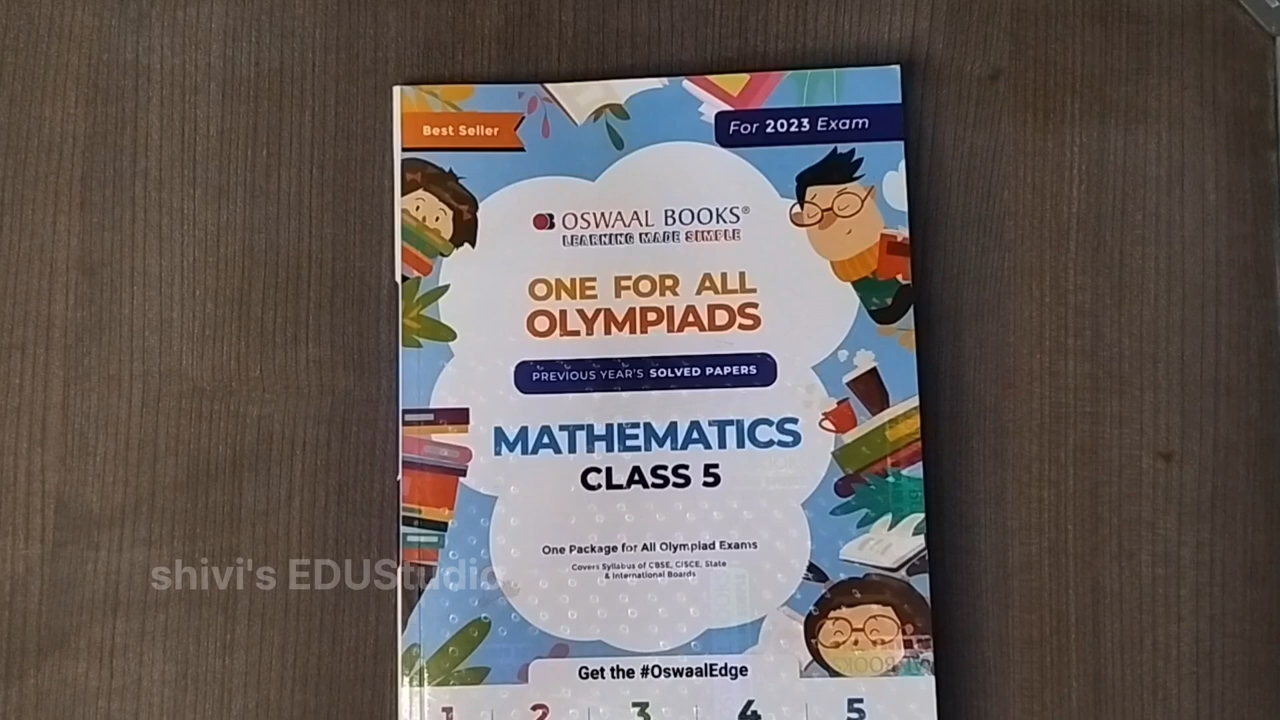 Best Seller
For 2023 Exam
OSWAAL BOOKS®
LEARNING MADE SIMPLE
ONE FOR ALL
OLYMPIADS
PREVIOUS YEAR'S SOLVED PAPERS
MATHEMATICS
CLASS 5
One Package for All Olympiad Exams
Covers Syllabus of CBSE, CISCE, State
& International Boards
shivi's EDUStudio
Get the #OswaalEdge
1 2 3 4 5